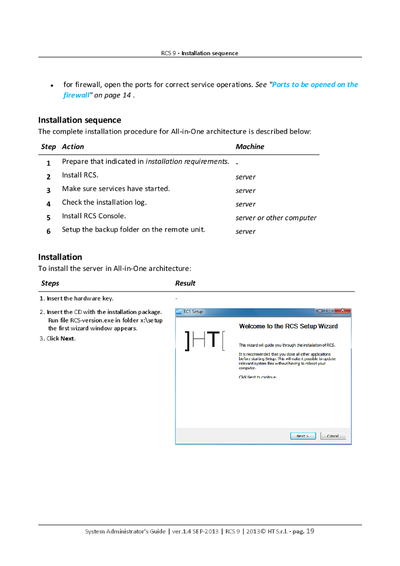 RCS 9 - Installation sequence
• for firewall, open the ports for correct service operations. See "Ports to be opened on the
firewall" on page 14 .
Installation sequence
The complete installation procedure for All-in-One architecture is described below:
Step Action Machine
1 Prepare that indicated in installation requirements. -
2 Install RCS. server
3 Make sure services have started. server
4 Check the installation log. server
5 Install RCS Console. server or other computer
6 Setup the backup folder on the remote unit. server
Installation
To install the server in All-in-One architecture:
Steps Result
1. Insert the hardware key. -
2. Insert the CD with the installation package.
Run file RCS-version.exe in folder x:\setup
the first wizard window appears.
3. Click Next.
RCS Setup
]HT[
Welcome to the RCS Setup Wizard
This wizard will guide you through the installation of RCS.
It is recommended that you close all other applications
before starting Setup. This will make it possible to update
relevant system files without having to reboot your
computer.
Click Next to continue.
Next > Cancel
System Administrator's Guide | ver.1.4 SEP-2013 | RCS 9 | 2013© HT S.r.l. - pag. 19